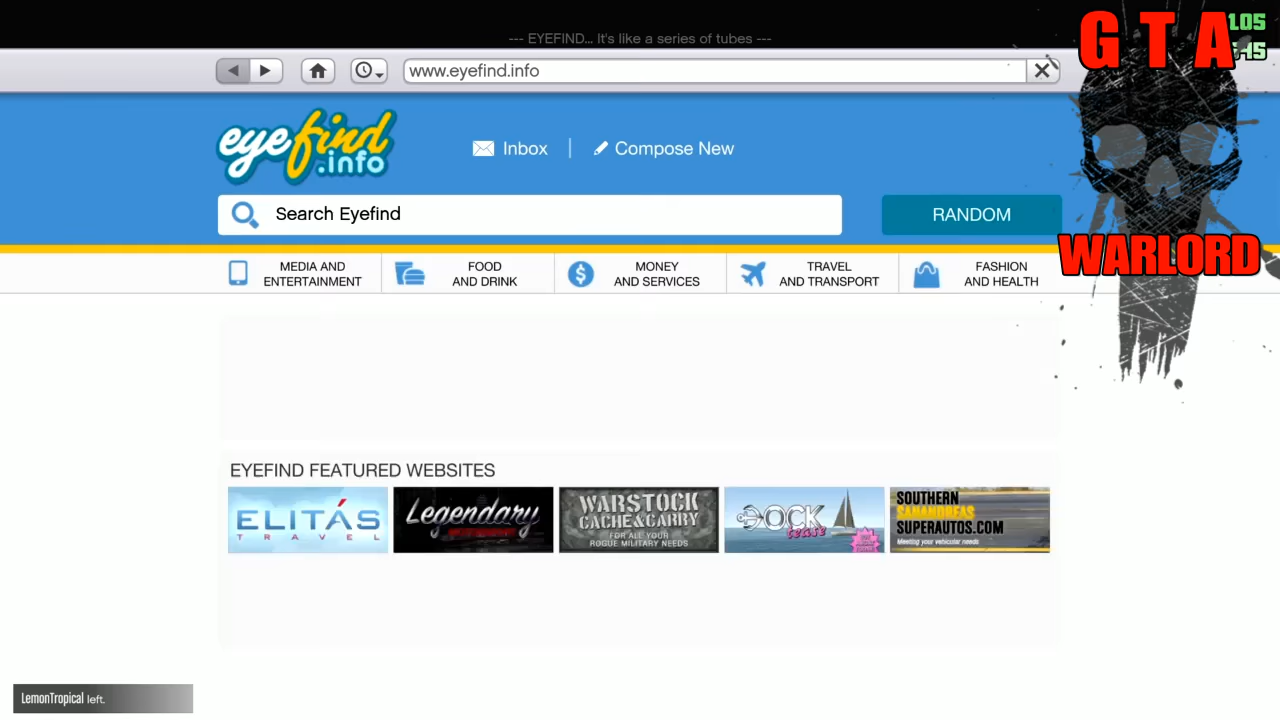 --- EYEFIND... It's like a series of tubes ---
G T A
www.eyefind.info
eyefind
.info
Inbox
Compose New
Search Eyefind
RANDOM
WARLORD
MEDIA AND
ENTERTAINMENT
FOOD
AND DRINK
MONEY
AND SERVICES
TRAVEL
AND TRANSPORT
FASHION
AND HEALTH
EYEFIND FEATURED WEBSITES
ELITÁS
TRAVEL
Legendary
WARSTOCK
CACHE&CARRY
FOR ALL YOUR
ROGUE MILITARY NEEDS
DOCK
tease
SOUTHERN
SANANDREAS
SUPERAUTOS.COM
Meeting your vehicular needs
LemonTropical left.